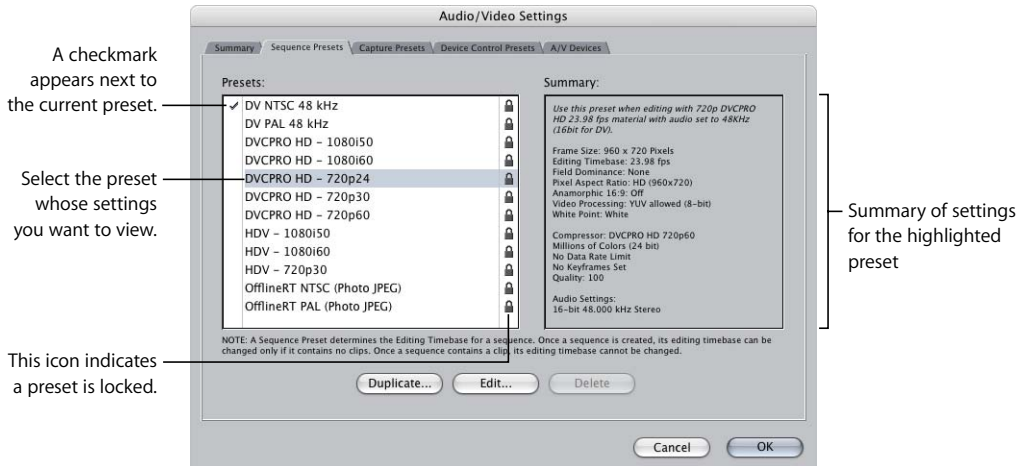 Audio/Video Settings
Summary
Sequence Presets
Capture Presets
Device Control Presets
A/V Devices
A checkmark
appears next to
the current preset.
Select the preset
whose settings
you want to view.
This icon indicates
a preset is locked.
Presets:
✓ DV NTSC 48 kHz
DV PAL 48 kHz
DVCPRO HD – 1080i50
DVCPRO HD – 1080i60
DVCPRO HD – 720p24
DVCPRO HD – 720p30
DVCPRO HD – 720p60
HDV – 1080i50
HDV – 1080i60
HDV – 720p30
OfflineRT NTSC (Photo JPEG)
OfflineRT PAL (Photo JPEG)
Summary:
Use this preset when editing with 720p DVCPRO
HD 23.98 fps material with audio set to 48KHz
(16bit for DV).
Frame Size: 960 x 720 Pixels
Editing Timebase: 23.98 fps
Field Dominance: None
Pixel Aspect Ratio: HD (960x720)
Anamorphic 16:9: Off
Video Processing: YUV allowed (8-bit)
White Point: White
Compressor: DVCPRO HD 720p60
Millions of Colors (24 bit)
No Data Rate Limit
No Keyframes Set
Quality: 100
Audio Settings:
16-bit 48.000 kHz Stereo
Summary of settings
for the highlighted
preset
NOTE: A Sequence Preset determines the Editing Timebase for a sequence. Once a sequence is created, its editing timebase can be
changed only if it contains no clips. Once a sequence contains a clip, its editing timebase cannot be changed.
Duplicate...
Edit...
Delete
Cancel
OK